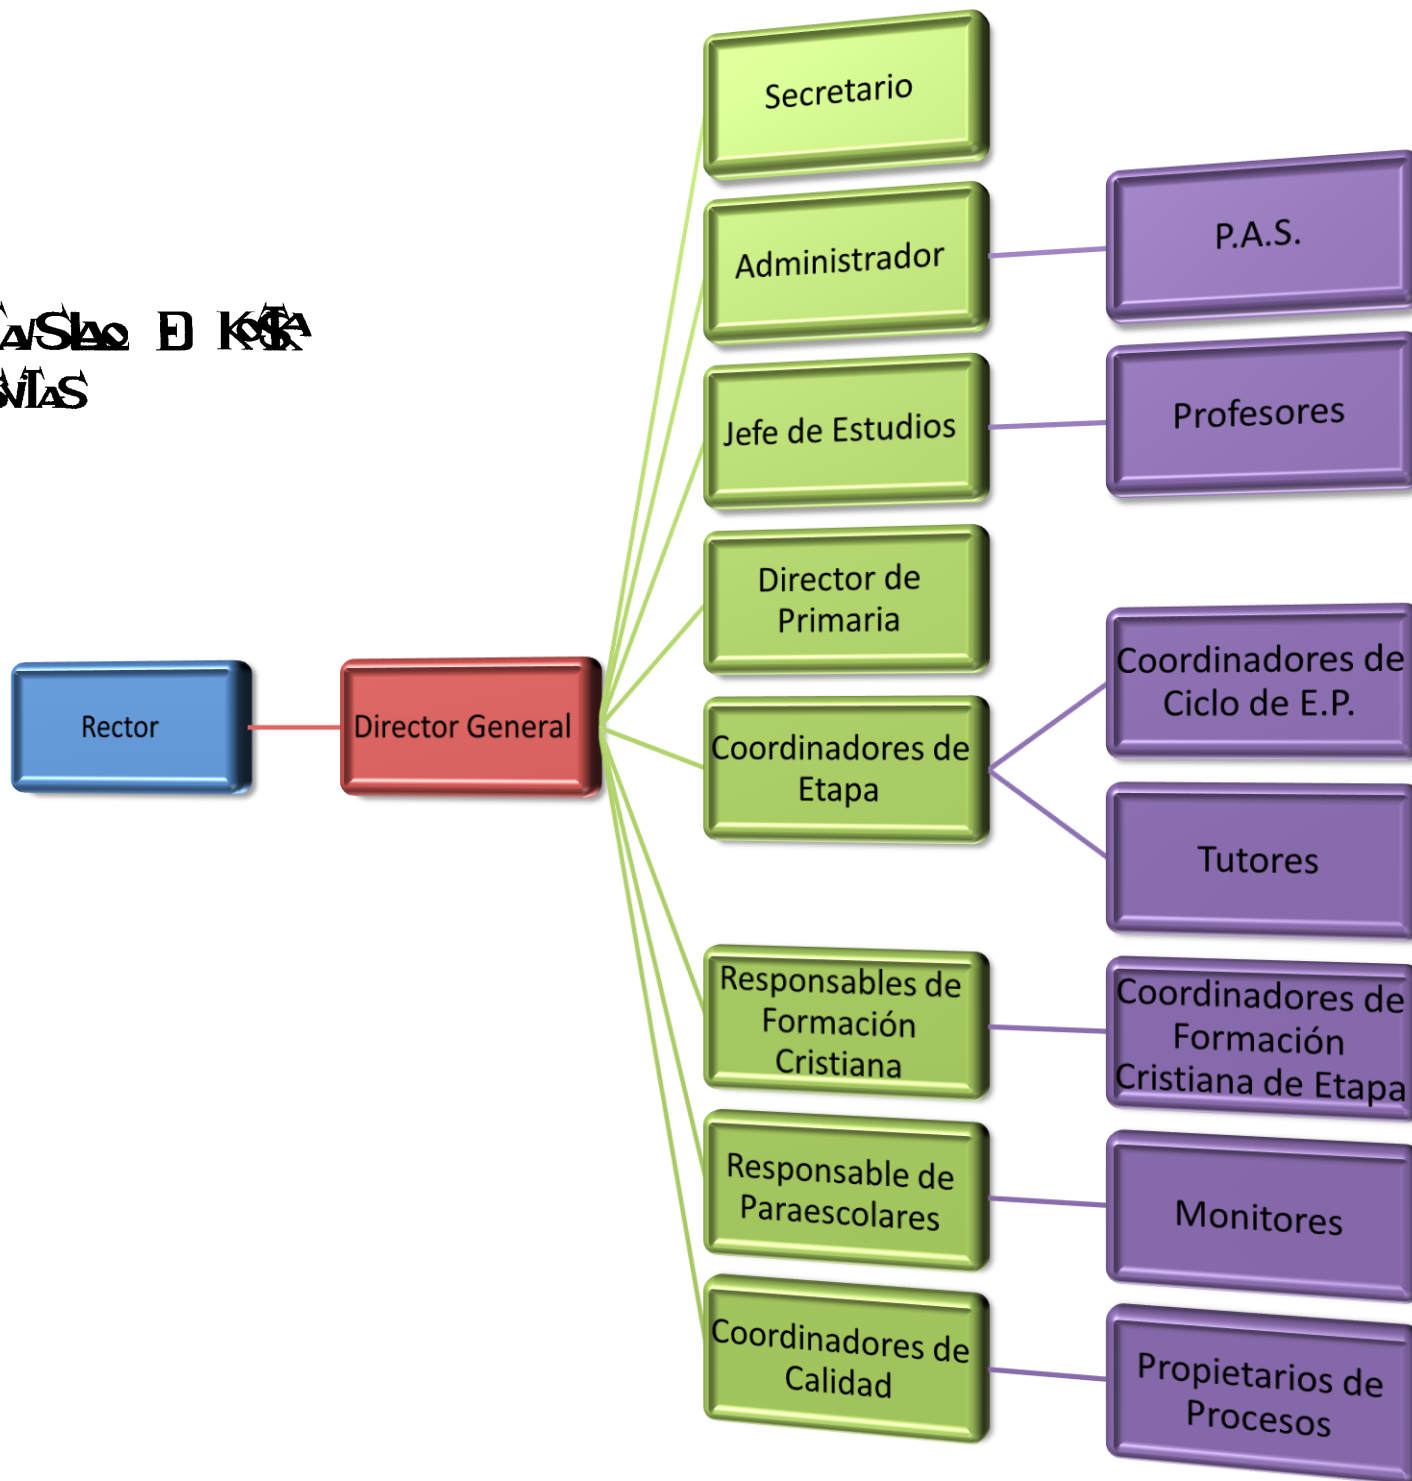 Secretario
Administrador
P.A.S.
Jefe de Estudios
Profesores
Director de
Primaria
Rector
Director General
Coordinadores de
Etapa
Coordinadores de
Ciclo de E.P.
Tutores
Responsables de
Formación
Cristiana
Coordinadores de
Formación
Cristiana de Etapa
Responsable de
Paraescolares
Monitores
Coordinadores de
Calidad
Propietarios de
Procesos